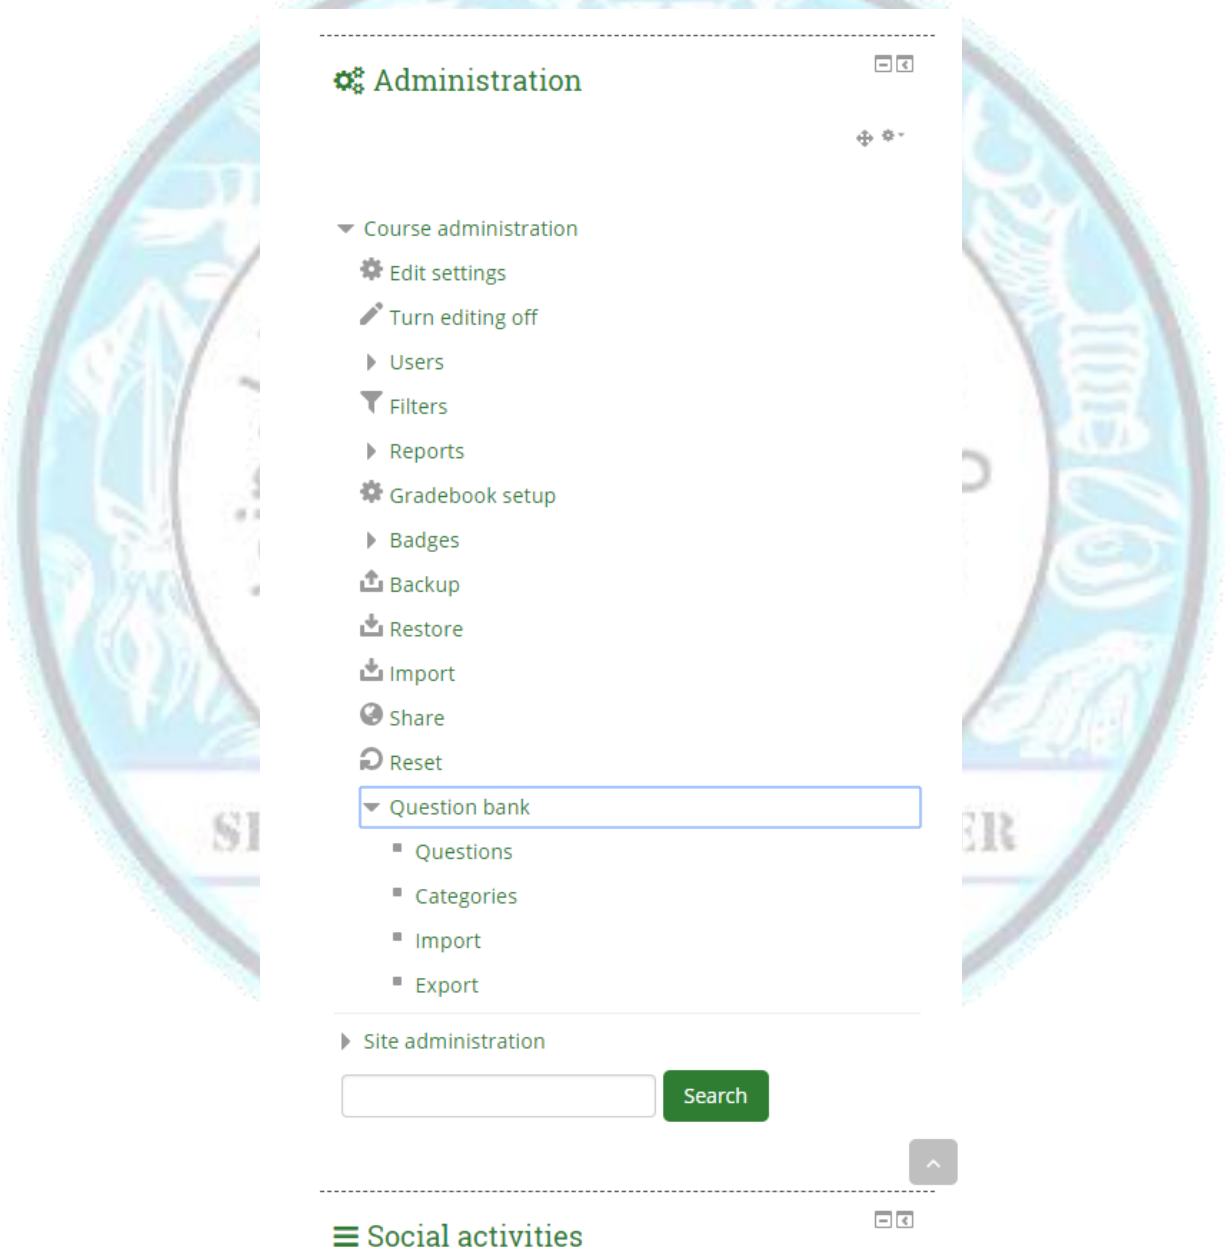 Administration
Course administration
Edit settings
Turn editing off
Users
Filters
Reports
Gradebook setup
Badges
Backup
Restore
Import
Share
Reset
Question bank
Questions
Categories
Import
Export
Site administration
Search
Social activities